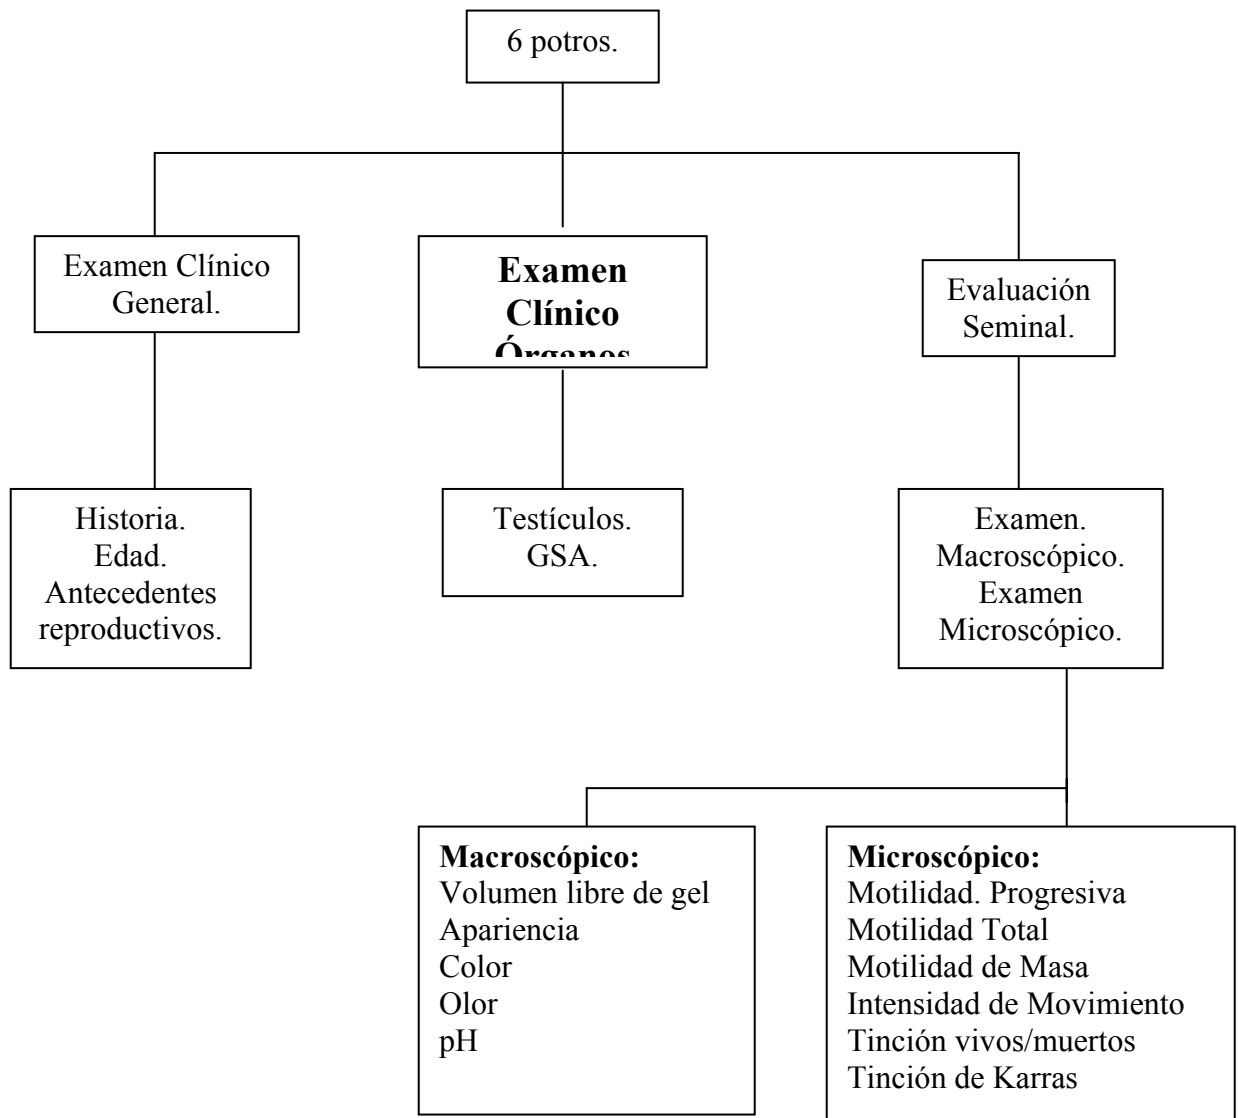 6 potros.
Examen Clínico
General.
Examen
Clínico
Órganos
Evaluación
Seminal.
Historia.
Edad.
Antecedentes
reproductivos.
Testículos.
GSA.
Examen.
Macroscópico.
Examen
Microscópico.
Macroscópico:
Volumen libre de gel
Apariencia
Color
Olor
pH
Microscópico:
Motilidad. Progresiva
Motilidad Total
Motilidad de Masa
Intensidad de Movimiento
Tinción vivos/muertos
Tinción de Karras